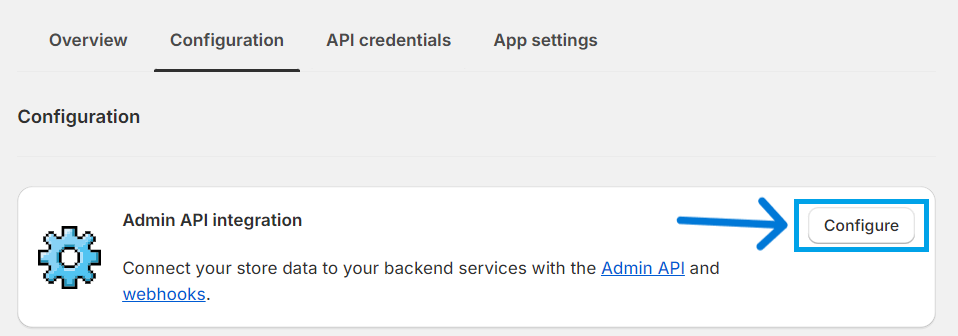 Overview Configuration API credentials App settings
Configuration
Admin API integration
Configure
Connect your store data to your backend services with the Admin API and
webhooks.